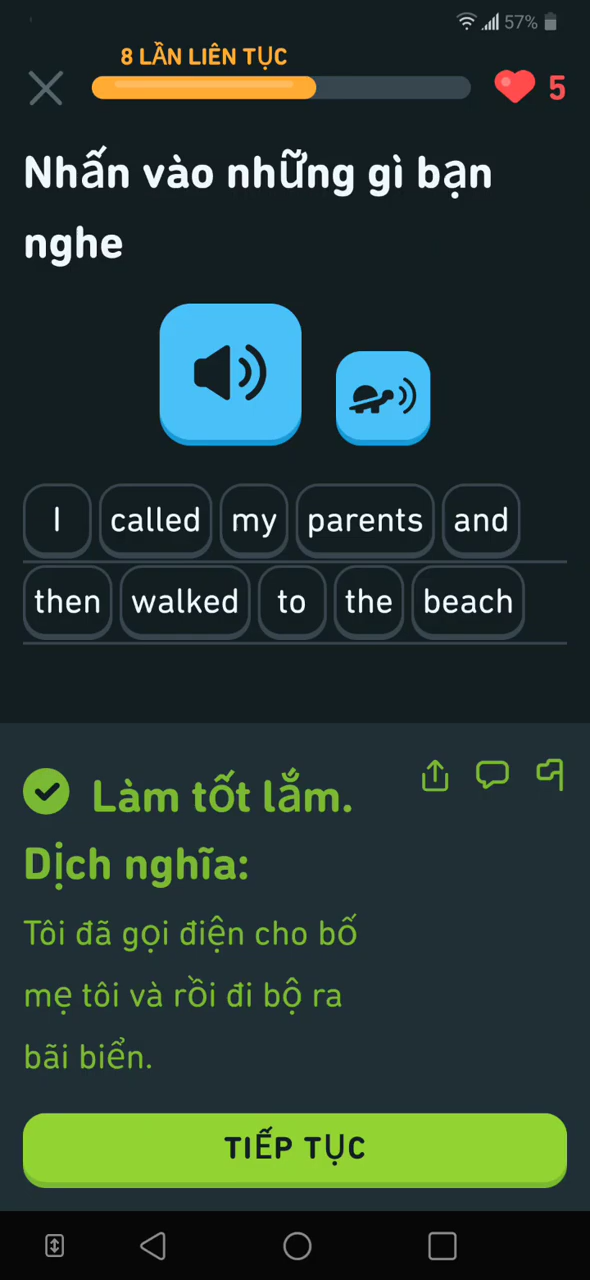 57%
8 LẦN LIÊN TỤC
5
Nhấn vào những gì bạn
nghe
I called my parents and
then walked to the beach
Làm tốt lắm.
Dịch nghĩa:
Tôi đã gọi điện cho bố
mẹ tôi và rồi đi bộ ra
bãi biển.
TIẾP TỤC